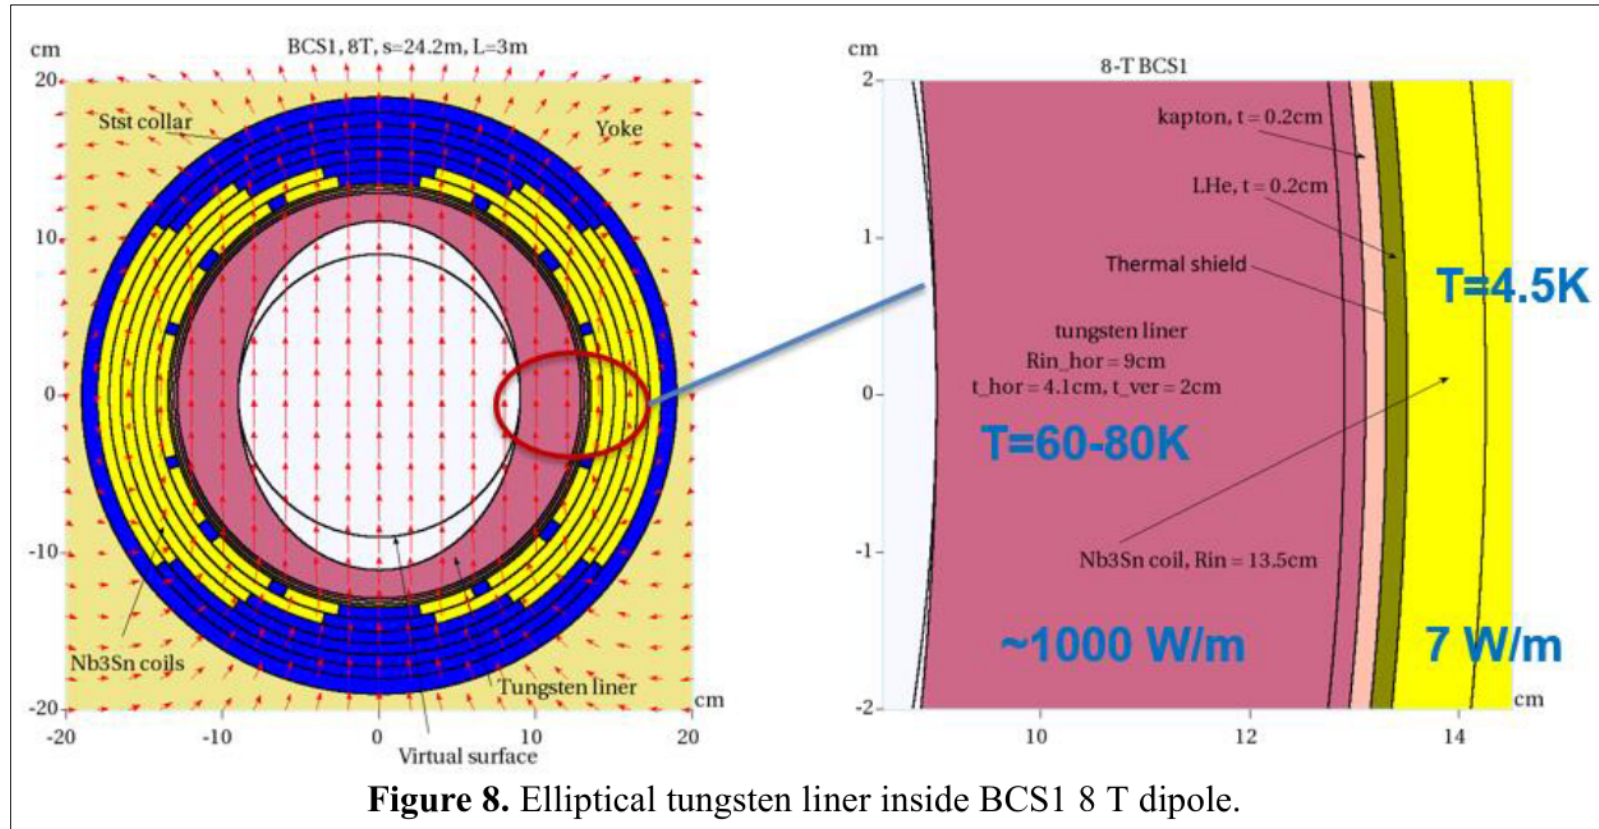 cm
BCS1, 8T, s=24.2m, L=3m
20
10
0
-10
-20
-20
-10
0
10
20
cm
Stst collar
Yoke
Nb3Sn coils
Tungsten liner
Virtual surface
cm
8-T BCS1
2
1
0
-1
-2
10
12
14
cm
kapton, t = 0.2cm
LHe, t = 0.2cm
Thermal shield
T=4.5K
tungsten liner
Rin_hor = 9cm
t_hor = 4.1cm, t_ver = 2cm
T=60-80K
Nb3Sn coil, Rin = 13.5cm
~1000 W/m
7 W/m
Figure 8. Elliptical tungsten liner inside BCS1 8 T dipole.